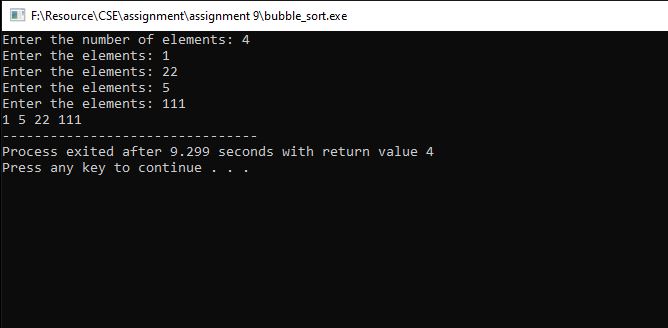 F:\Resource\CSE\assignment\assignment 9\bubble_sort.exe
Enter the number of elements: 4
Enter the elements: 1
Enter the elements: 22
Enter the elements: 5
Enter the elements: 111
1 5 22 111
--------------------------------
Process exited after 9.299 seconds with return value 4
Press any key to continue . . .